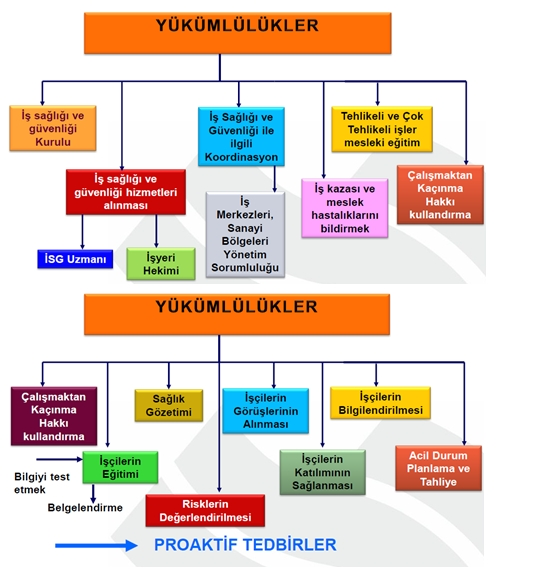 YÜKÜMLÜLÜKLER
İş sağlığı ve
güvenliği
Kurulu
İş sağlığı ve
güvenliği hizmetleri
alınması
İSG Uzmanı
İşyeri
Hekimi
İş Sağlığı ve
Güvenliği ile
ilgili
Koordinasyon
İş
Merkezleri,
Sanayi
Bölgeleri
Yönetim
Sorumluluğu
İş kazası ve
meslek
hastalıklarını
bildirmek
Tehlikeli ve Çok
Tehlikeli işler
mesleki eğitim
Çalışmaktan
Kaçınma
Hakkı
kullandırma
YÜKÜMLÜLÜKLER
Çalışmaktan
Kaçınma
Hakkı
kullandırma
Bilgiyi test
etmek
İşçilerin
Eğitimi
Belgelendirme
Sağlık
Gözetimi
Risklerin
Değerlendirilmesi
İşçilerin
Görüşlerinin
Alınması
İşçilerin
Katılımının
Sağlanması
İşçilerin
Bilgilendirilmesi
Acil Durum
Planlama ve
Tahliye
PROAKTİF TEDBİRLER